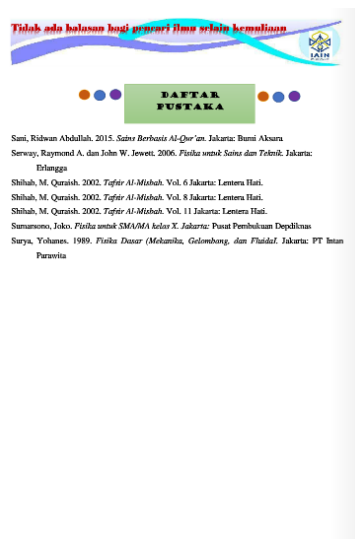 Tidak ada balasan bagi pencari ilmu selain kemuliaan
IAIN
DAFTAR
PUSTAKA
Sani, Ridwan Abdullah. 2015. Sains Berbasis Al-Qur'an. Jakarta: Bumi Aksara
Serway, Raymond A. dan John W. Jewett. 2006. Fisika untuk Sains dan Teknik. Jakarta:
Erlangga
Shihab, M. Quraish. 2002. Tafsir Al-Misbah. Vol. 6 Jakarta: Lentera Hati.
Shihab, M. Quraish. 2002. Tafsir Al-Misbah. Vol. 8 Jakarta: Lentera Hati.
Shihab, M. Quraish. 2002. Tafsir Al-Misbah. Vol. 11 Jakarta: Lentera Hati.
Sumarsono, Joko. Fisika untuk SMA/MA kelas X. Jakarta: Pusat Pembukuan Depdiknas
Surya, Yohanes. 1989. Fisika Dasar (Mekanika, Gelombang, dan Fluida). Jakarta: PT Intan
Parawita